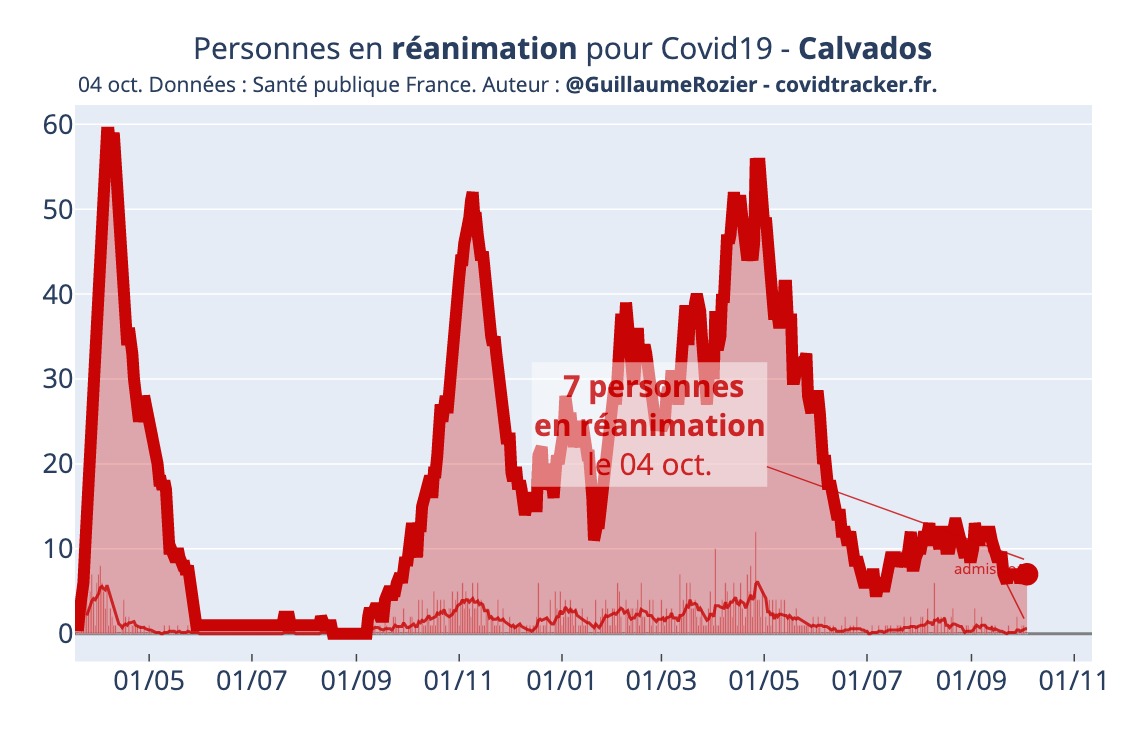 Personnes en réanimation pour Covid19 - Calvados
04 oct. Données : Santé publique France. Auteur : @GuillaumeRozier - covidtracker.fr.
60
50
40
30
20
10
0
7 personnes
en réanimation
le 04 oct.
01/05 01/07 01/09 01/11 01/01 01/03 01/05 01/07 01/09 01/11